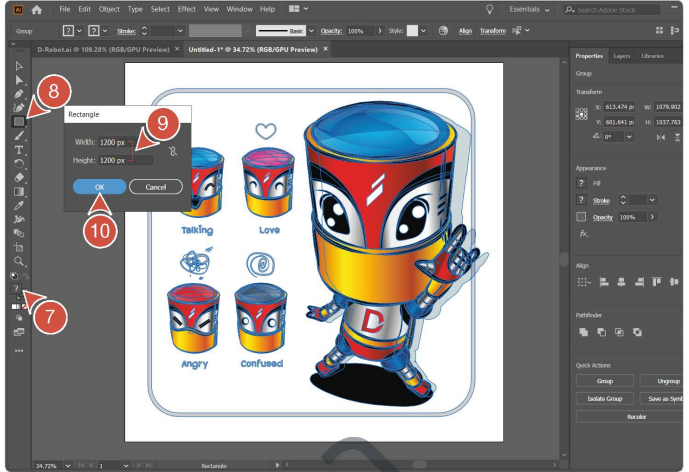 Ai File Edit Object Type Select Effect View Window Help Essentials Search Adobe Stock
Group ? ? Stroke: Basic Opacity: 100% Style: Align Transform
D-Robot.ai @ 109.28% (RGB/GPU Preview) × Untitled-1* @ 34.72% (RGB/GPU Preview) ×
Properties Layers Libraries
Group
Transform
X: 613.474 px W: 1079.902
Y: 601.641 px H: 1037.763
0°
Appearance
? Fill
? Stroke
Opacity 100%
fx.
Align
Pathfinder
Quick Actions
Group Ungroup
Isolate Group Save as Symb
Recolor
8
Rectangle
9
Width: 1200 px
Height: 1200 px
OK Cancel
10
Talking Love
7
?
D
Angry Confused
34.72% 1 Rectangle